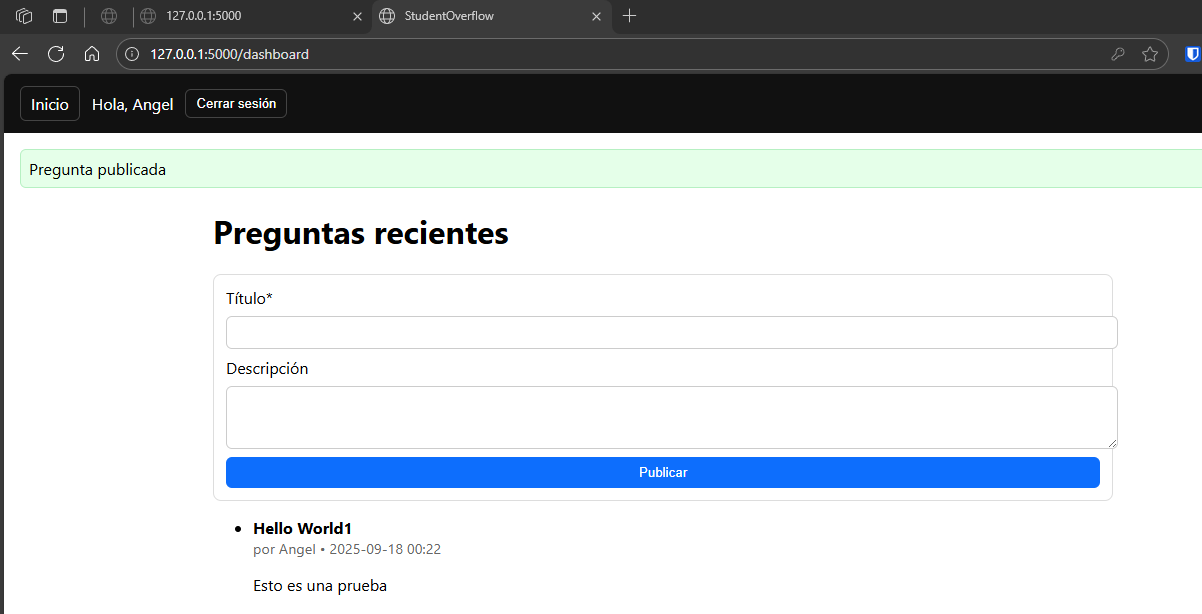 127.0.0.1:5000
StudentOverflow
127.0.0.1:5000/dashboard
Inicio Hola, Angel Cerrar sesión
Pregunta publicada
Preguntas recientes
Título*
Descripción
Publicar
Hello World1
por Angel • 2025-09-18 00:22
Esto es una prueba